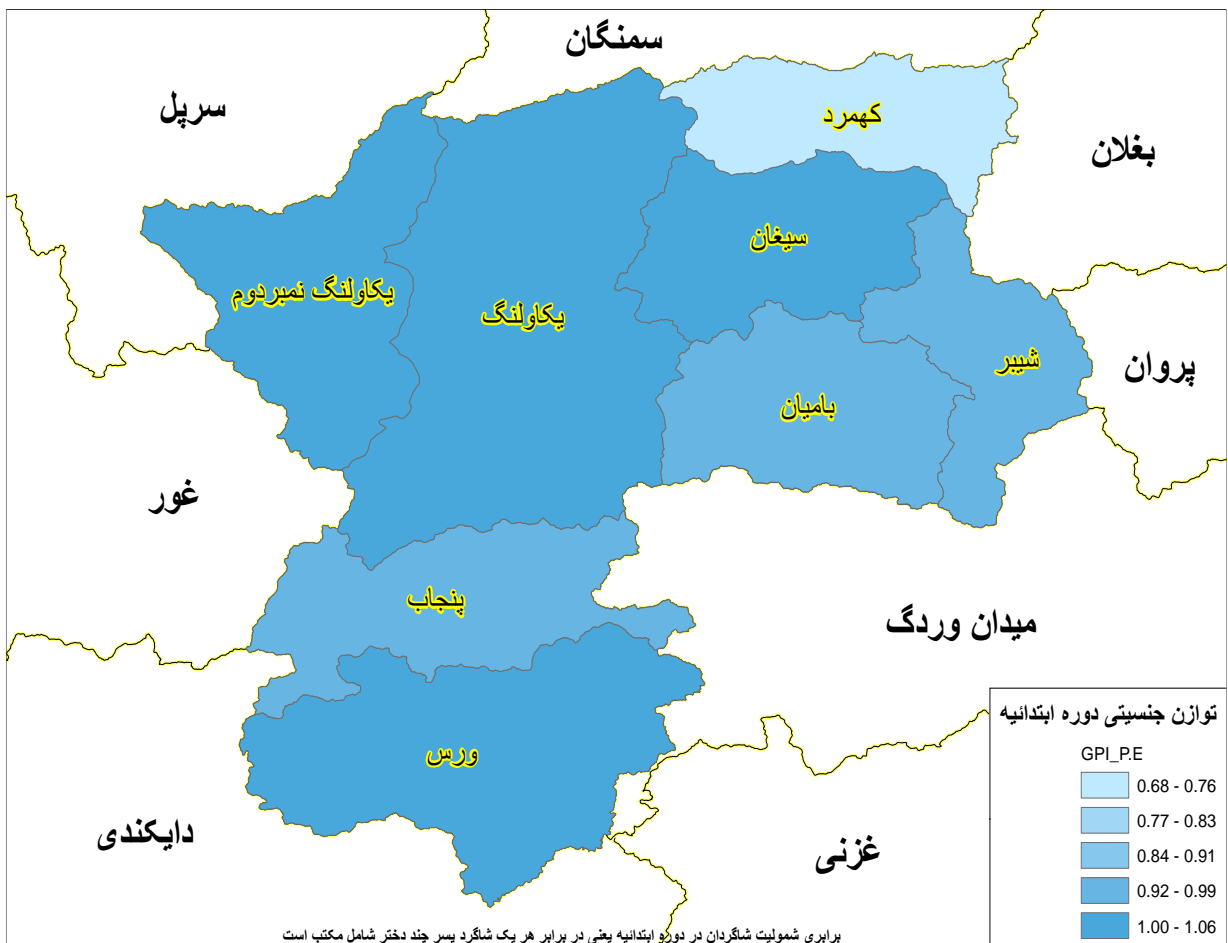 سمنگان
سرپل
کهمرد
بغلان
سیغان
یکاولنگ نمبردوم
یکاولنگ
شیبر
پروان
بامیان
غور
پنجاب
میدان وردگ
ورس
دایکندی
غزنی
توازن جنسیتی دوره ابتدائیه
GPI_P.E
0.68 - 0.76
0.77 - 0.83
0.84 - 0.91
0.92 - 0.99
1.00 - 1.06
برابری شمولیت شاگردان در دوره ابتدائیه یعنی در برابر هر یک شاگرد پسر چند دختر شامل مکتب است